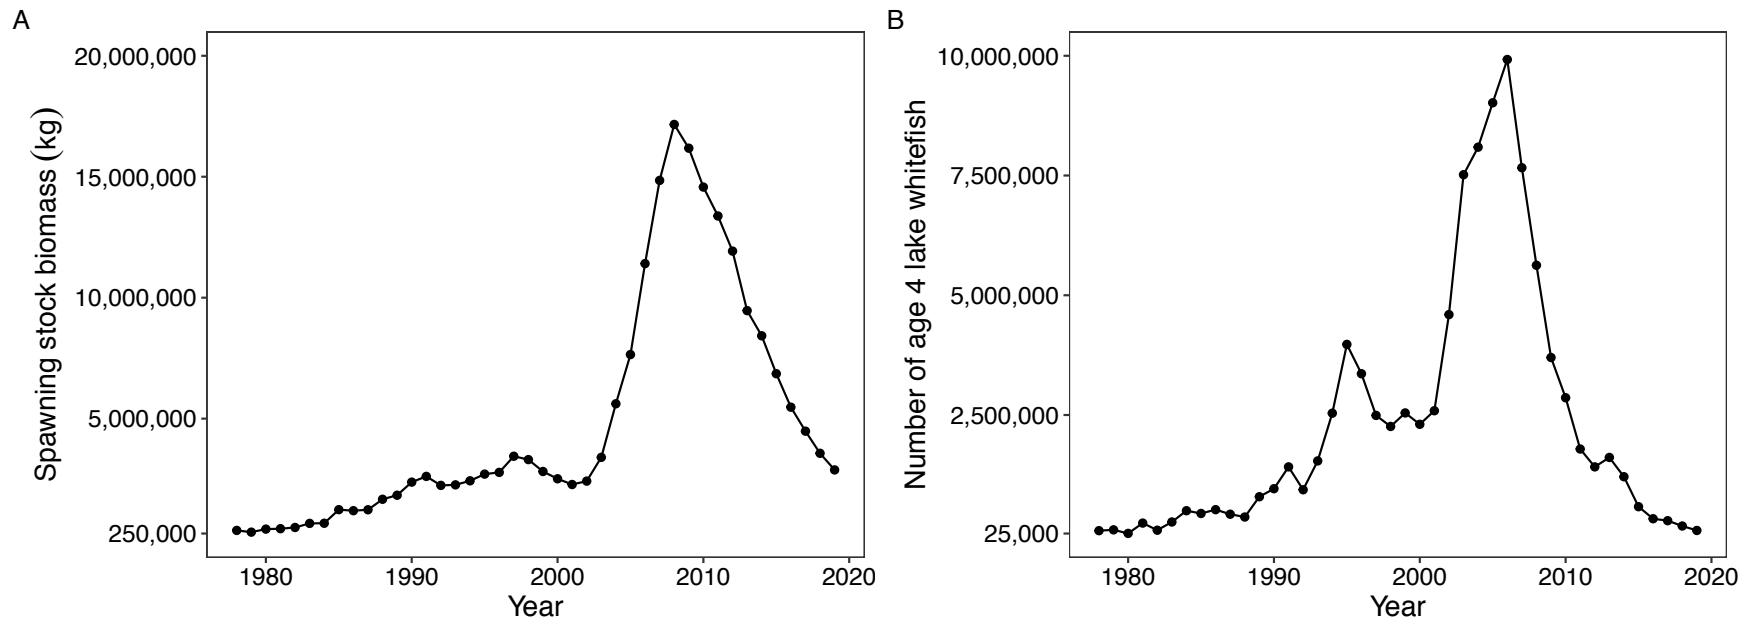 A
Spawning stock biomass (kg)
20,000,000
15,000,000
10,000,000
5,000,000
250,000
1980 1990 2000 2010 2020
Year
B
Number of age 4 lake whitefish
10,000,000
7,500,000
5,000,000
2,500,000
25,000
1980 1990 2000 2010 2020
Year